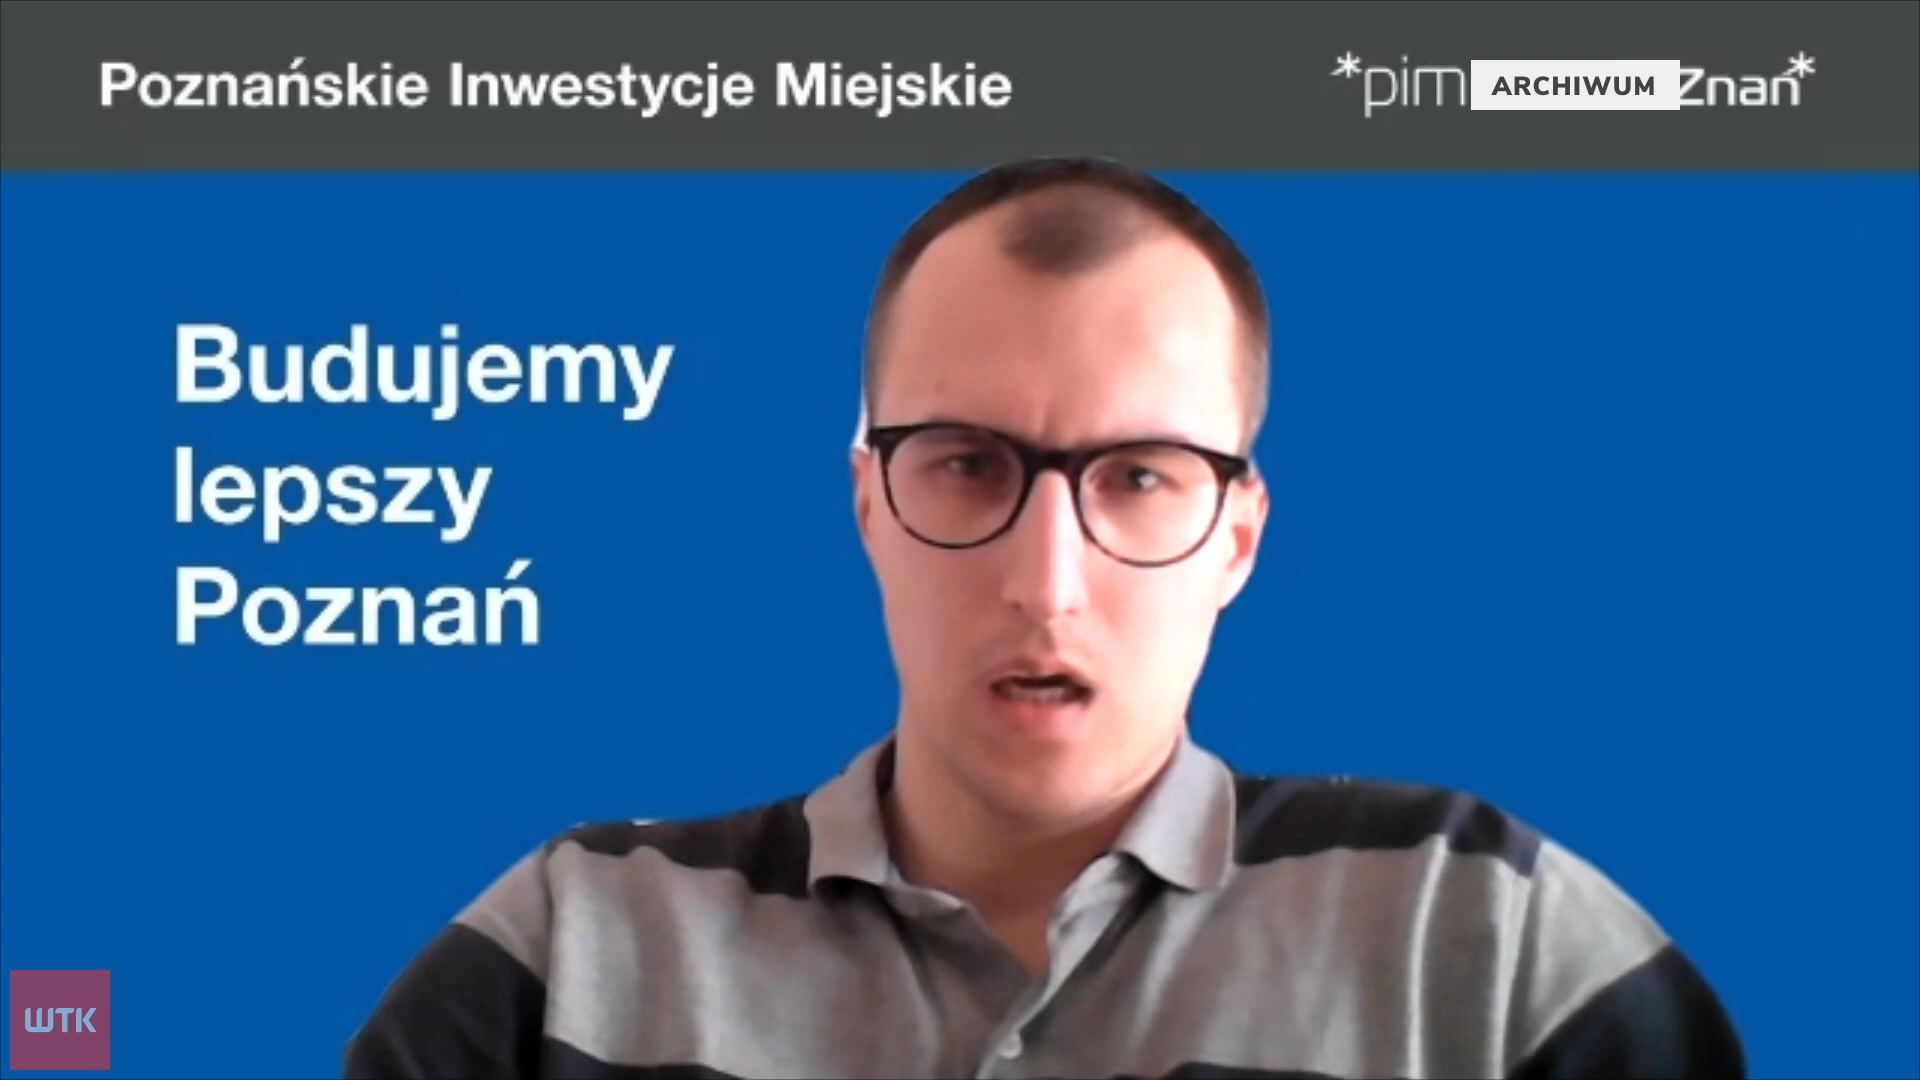 Poznańskie Inwestycje Miejskie
*pim
ARCHIWUM
znań*
Budujemy
lepszy
Poznań
WTK